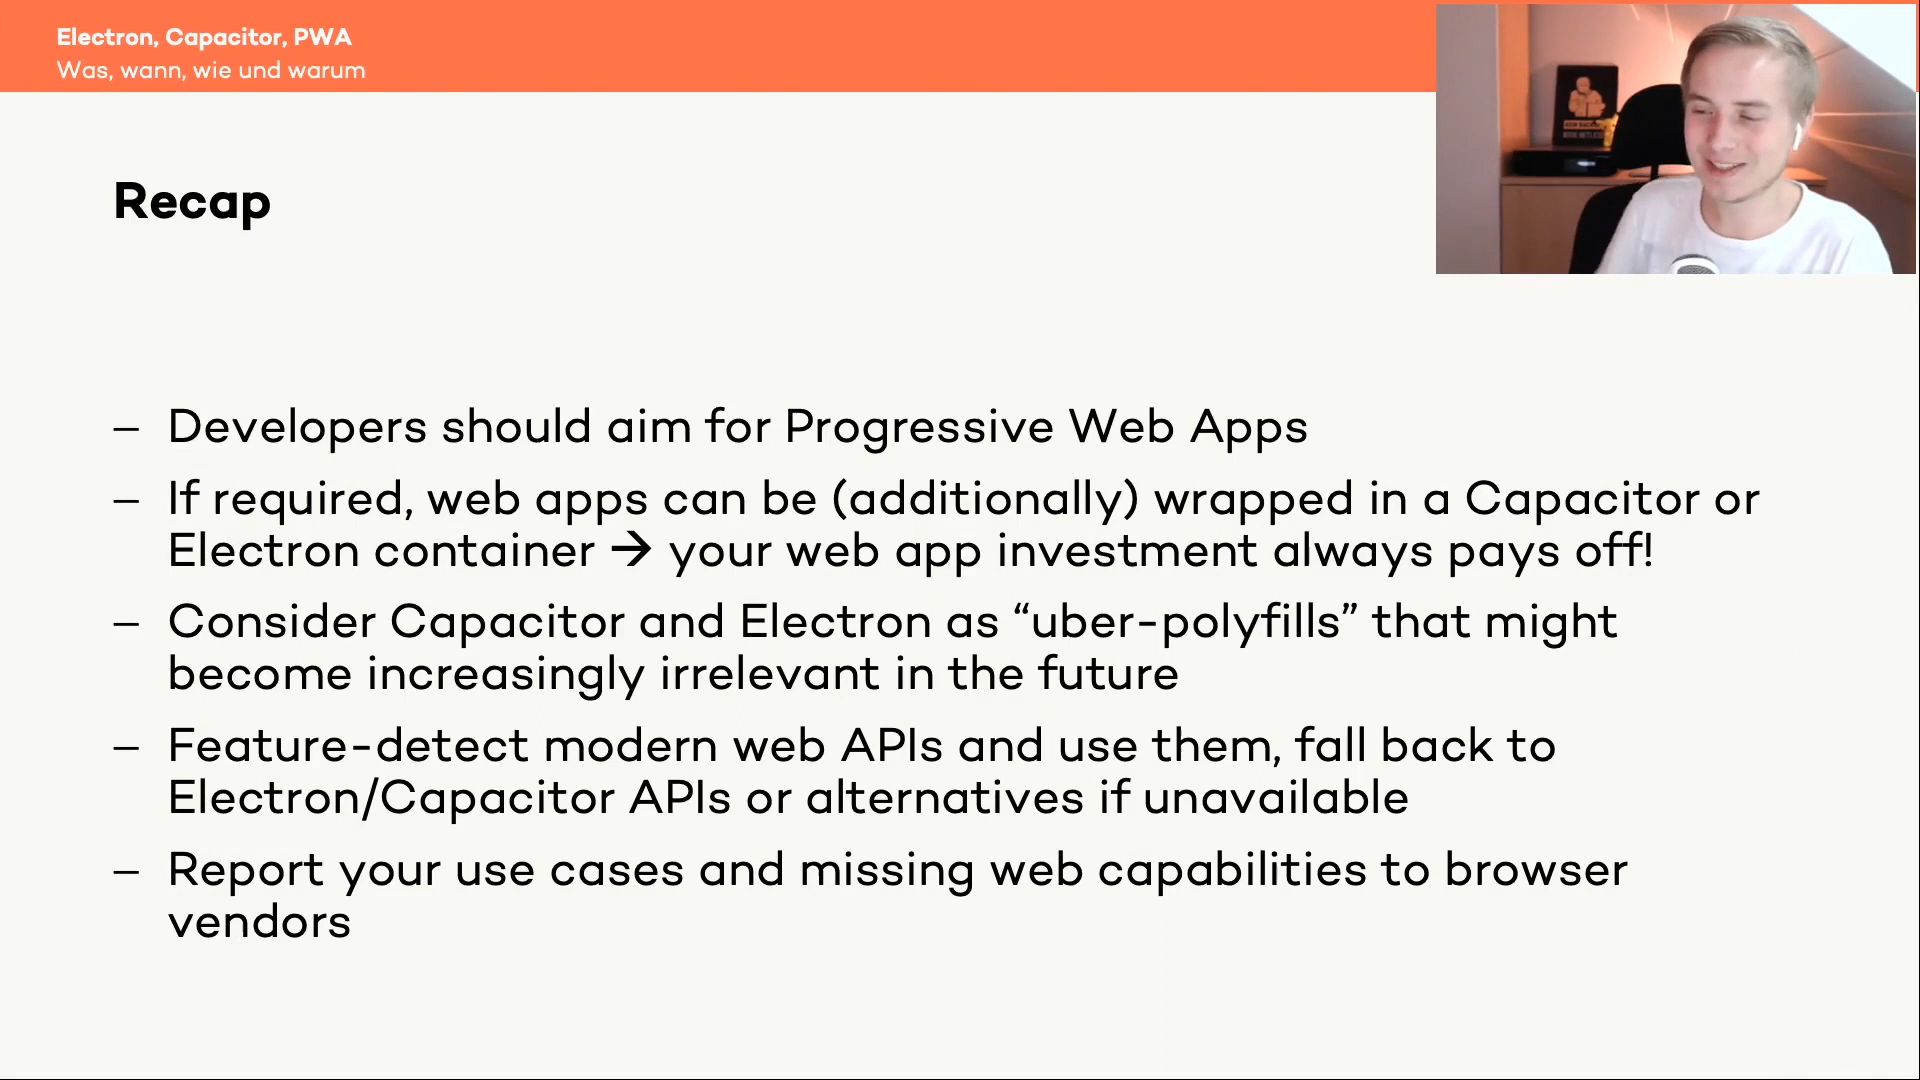 Electron, Capacitor, PWA
Was, wann, wie und warum
Recap
– Developers should aim for Progressive Web Apps
– If required, web apps can be (additionally) wrapped in a Capacitor or
Electron container → your web app investment always pays off!
– Consider Capacitor and Electron as “uber-polyfills” that might
become increasingly irrelevant in the future
– Feature-detect modern web APIs and use them, fall back to
Electron/Capacitor APIs or alternatives if unavailable
– Report your use cases and missing web capabilities to browser
vendors